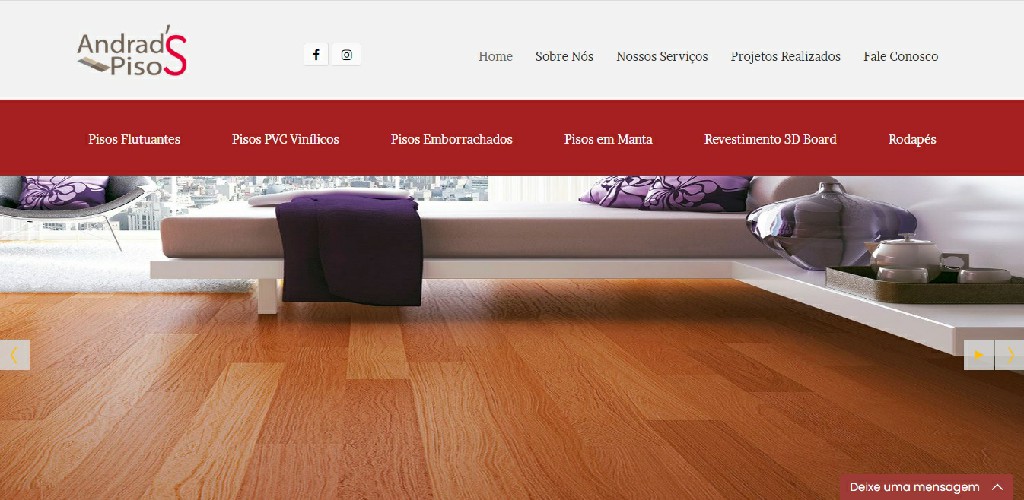 Andrad'S
PisoS
Home Sobre Nós Nossos Serviços Projetos Realizados Fale Conosco
Pisos Flutuantes Pisos PVC Vinílicos Pisos Emborrachados Pisos em Manta Revestimento 3D Board Rodapés
Deixe uma mensagem